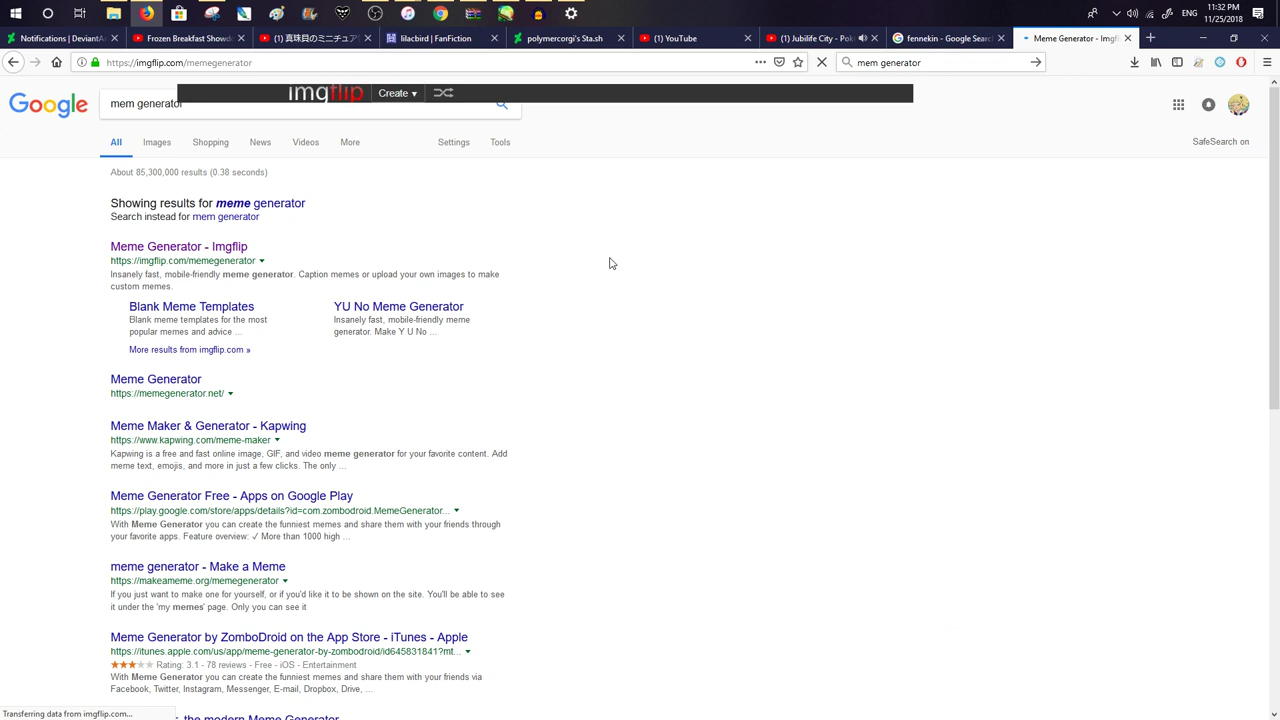 11:32 PM
11/25/2018
Notifications | DeviantA
Frozen Breakfast Showd
(1) 真珠貝のミニチュア
lilacbird | FanFiction
polymercorgi's Sta.sh
(1) YouTube
(1) Jubilife City - Poké
fennekin - Google Searc
Meme Generator - Imgfl
https://imgflip.com/memegenerator
mem generator
imgflip Create
Google mem generator
All Images Shopping News Videos More Settings Tools
SafeSearch on
About 85,300,000 results (0.38 seconds)
Showing results for meme generator
Search instead for mem generator
Meme Generator - Imgflip
https://imgflip.com/memegenerator
Insanely fast, mobile-friendly meme generator. Caption memes or upload your own images to make
custom memes.
Blank Meme Templates
Blank meme templates for the most
popular memes and advice ...
YU No Meme Generator
Insanely fast, mobile-friendly meme
generator. Make Y U No ...
More results from imgflip.com »
Meme Generator
https://memegenerator.net/
Meme Maker & Generator - Kapwing
https://www.kapwing.com/meme-maker
Kapwing is a free and fast online image, GIF, and video meme generator for your favorite content. Add
meme text, emojis, and more in just a few clicks. The only ...
Meme Generator Free - Apps on Google Play
https://play.google.com/store/apps/details?id=com.zombodroid.MemeGenerator...
With Meme Generator you can create the funniest memes and share them with your friends through
your favorite apps. Feature overview: ✓ More than 1000 high ...
meme generator - Make a Meme
https://makeameme.org/memegenerator
If you just want to make one for yourself, or if you'd like it to be shown on the site. You'll be able to see
it under the 'my memes' page. Only you can see it
Meme Generator by ZomboDroid on the App Store - iTunes - Apple
https://itunes.apple.com/us/app/meme-generator-by-zombodroid/id645831841?mt...
Rating: 3.1 - 78 reviews - Free - iOS - Entertainment
With Meme Generator you can create the funniest memes and share them with your friends via
Facebook, Twitter, Instagram, Messenger, E-mail, Dropbox, Drive, ...
Transferring data from imgflip.com...
the modern Meme Generator